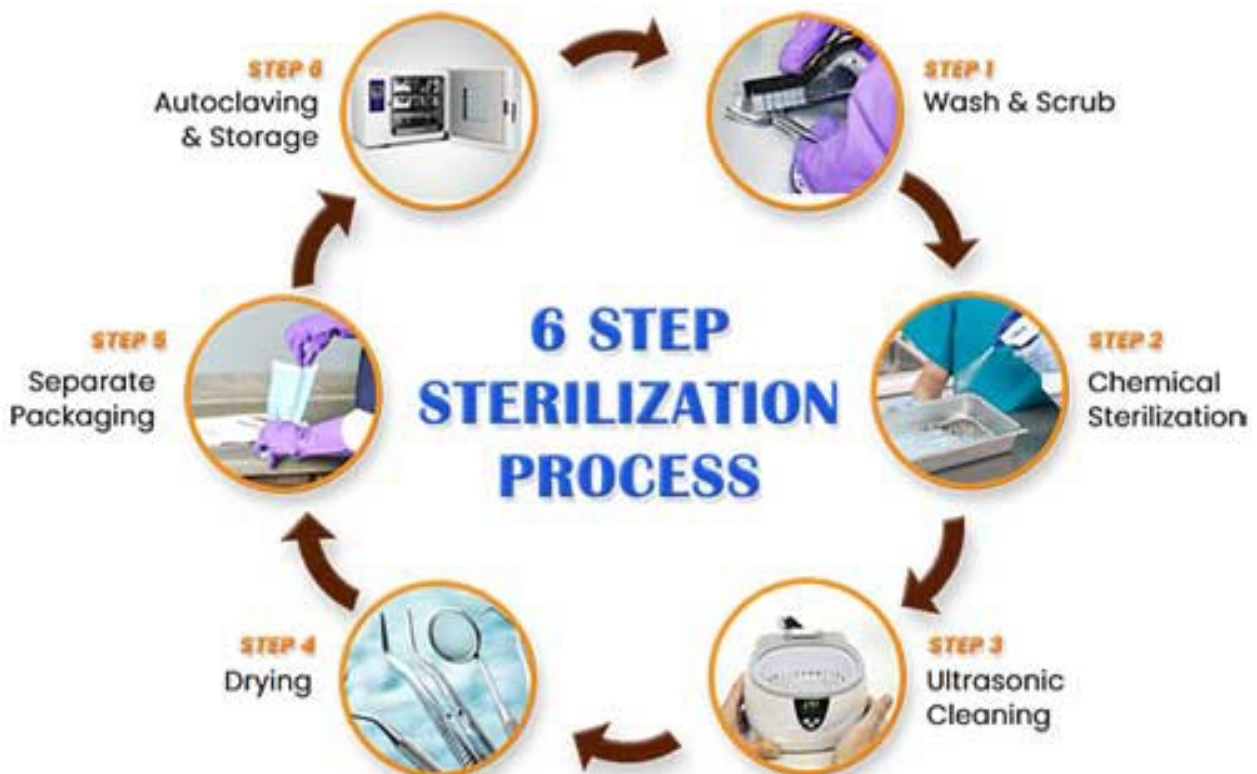 6 STEP
STERILIZATION
PROCESS
STEP 1
Wash & Scrub
STEP 2
Chemical
Sterilization
STEP 3
Ultrasonic
Cleaning
STEP 4
Drying
STEP 5
Separate
Packaging
STEP 6
Autoclaving
& Storage